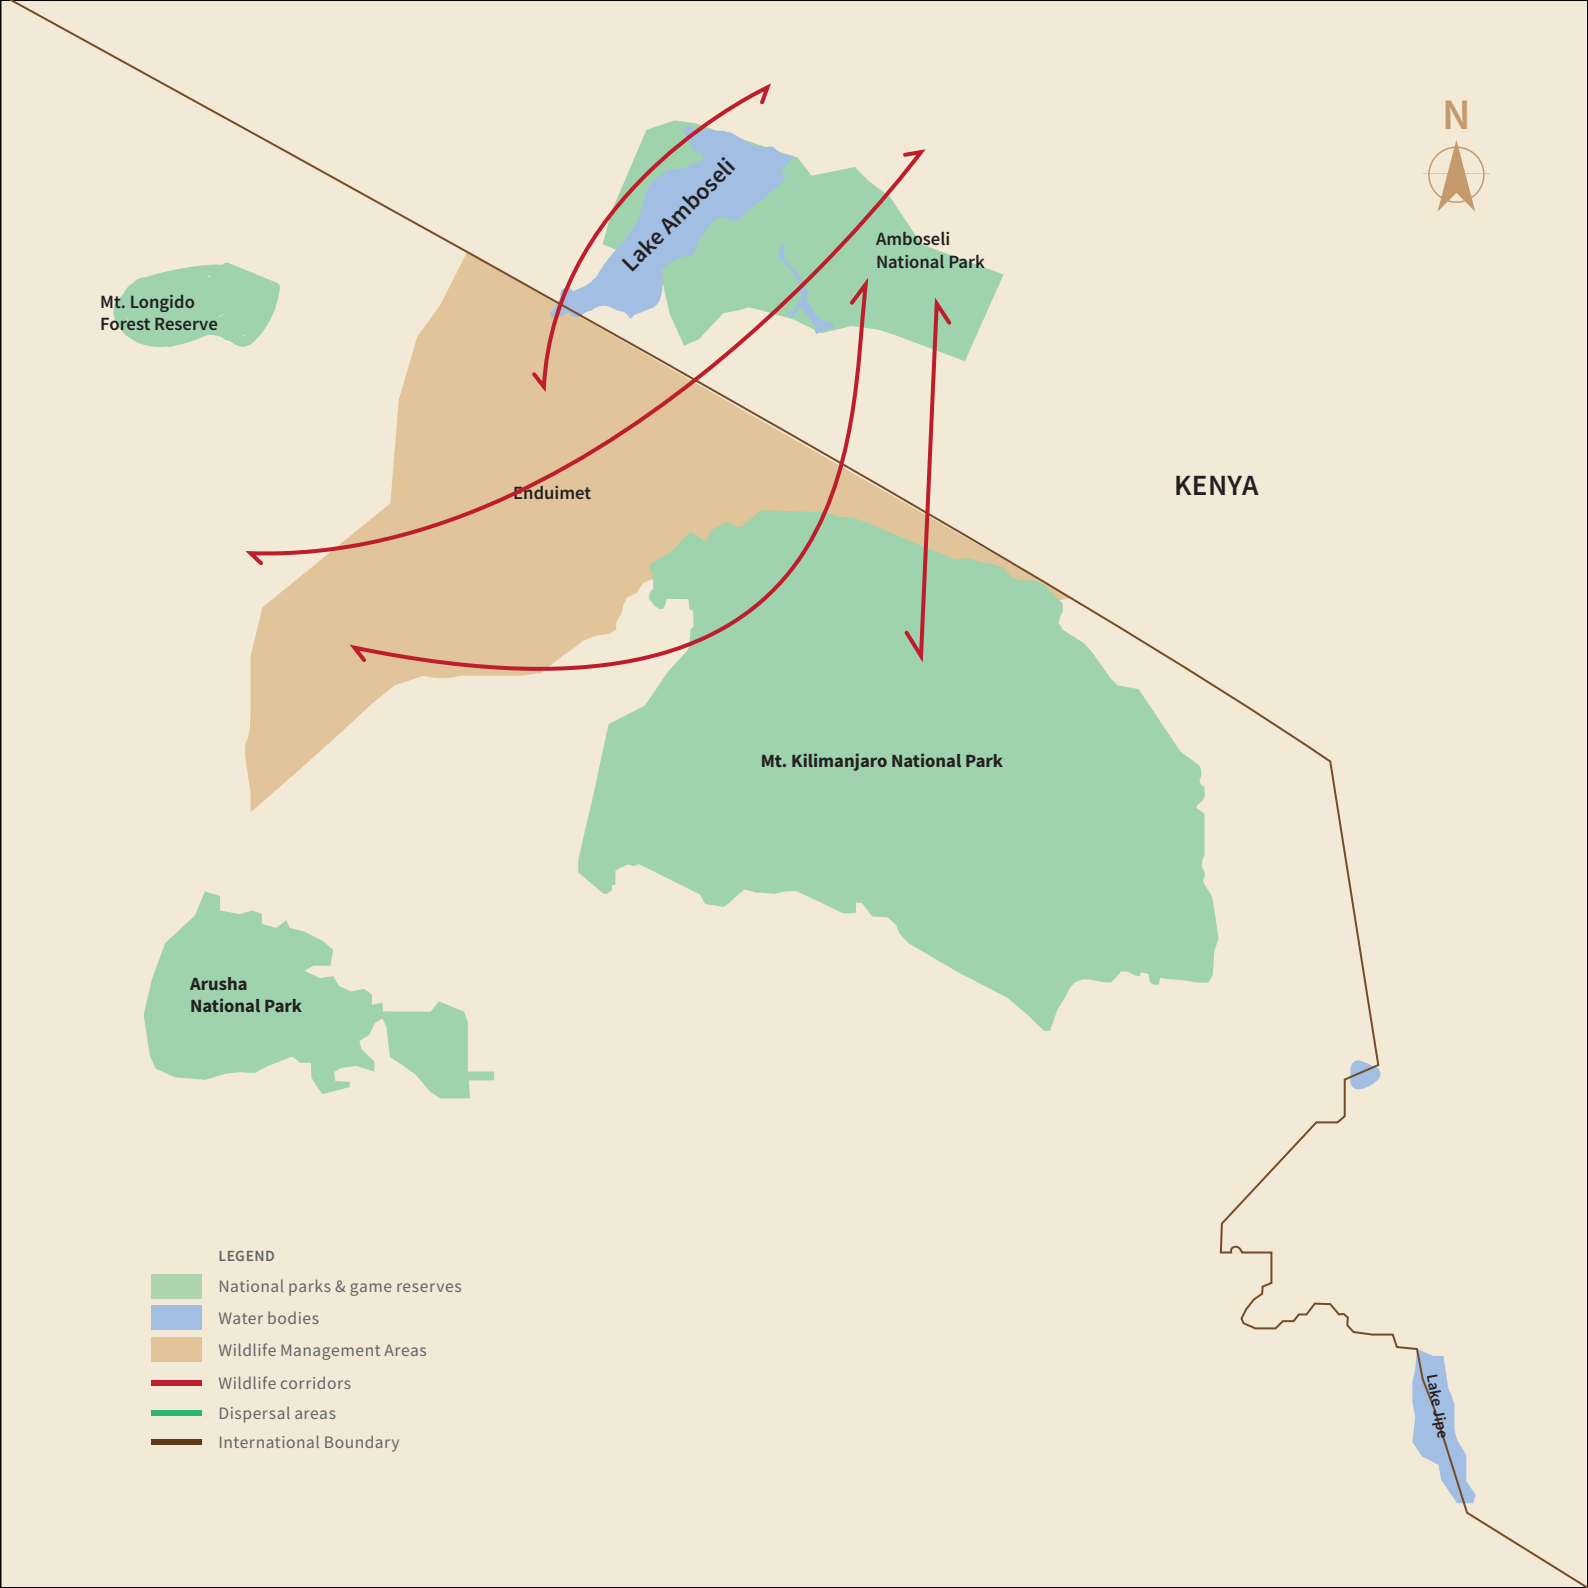 N
Lake Amboseli
Amboseli
National Park
Mt. Longido
Forest Reserve
KENYA
Enduimet
Mt. Kilimanjaro National Park
Arusha
National Park
LEGEND
National parks & game reserves
Water bodies
Wildlife Management Areas
Wildlife corridors
Dispersal areas
International Boundary
Lake Jipe